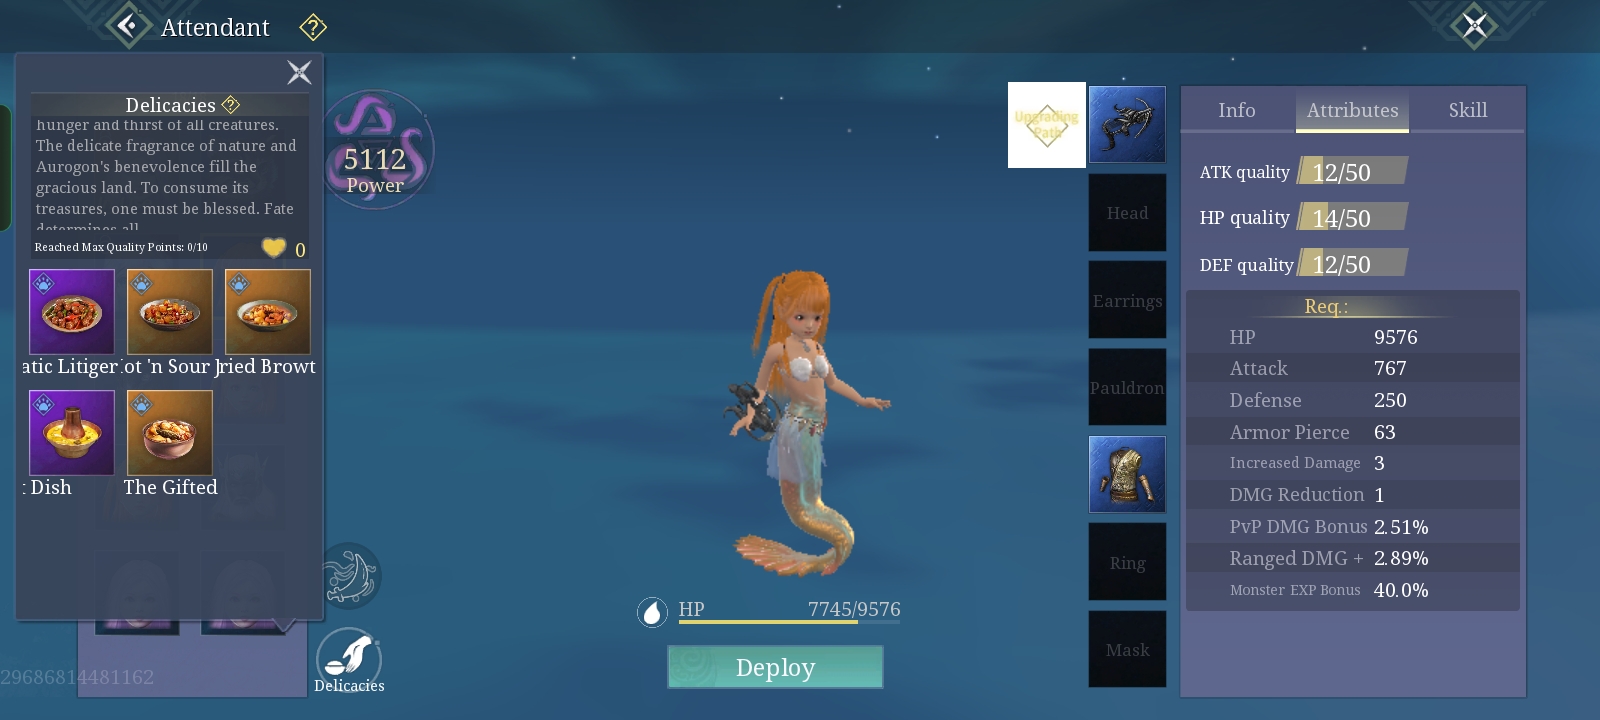 Attendant
Delicacies
hunger and thirst of all creatures.
The delicate fragrance of nature and
Aurogon's benevolence fill the
gracious land. To consume its
treasures, one must be blessed. Fate
determines all
Reached Max Quality Points: 0/10
0
atic Litiger
ot 'n Sour J
ried Browt
t Dish
The Gifted
5112
Power
Delicacies
29686814481162
HP 7745/9576
Deploy
Upgrading
Path
Head
Earrings
Pauldron
Ring
Mask
Info Attributes Skill
ATK quality 12/50
HP quality 14/50
DEF quality 12/50
Req.:
HP 9576
Attack 767
Defense 250
Armor Pierce 63
Increased Damage 3
DMG Reduction 1
PvP DMG Bonus 2.51%
Ranged DMG + 2.89%
Monster EXP Bonus 40.0%